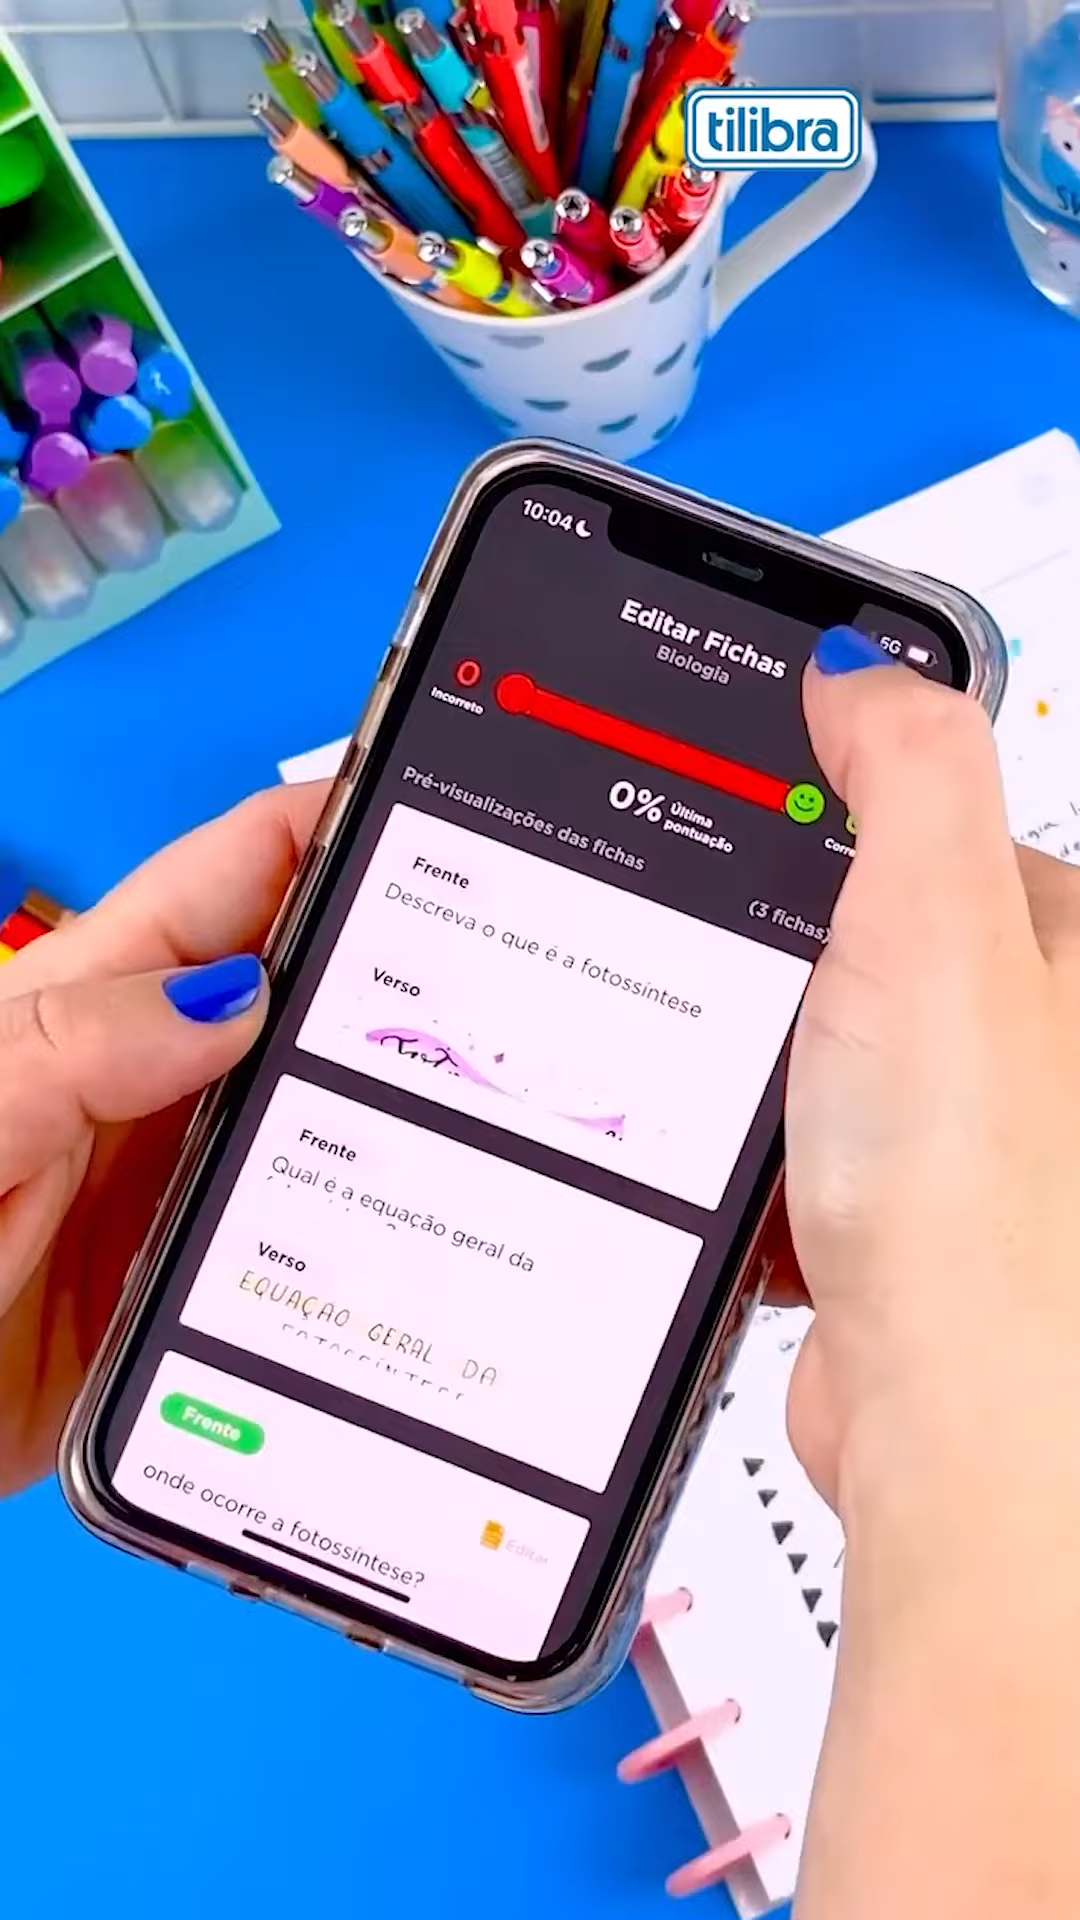 tilibra
10:04
5G
Editar Fichas
Biologia
0
Incorreto
0%
Última
pontuação
Pré-visualizações das fichas
(3 fichas)
Frente
Descreva o que é a fotossíntese
Verso
Frente
Qual é a equação geral da
Verso
EQUAÇÃO GERAL DA
Frente
onde ocorre a fotossíntese?
Editar